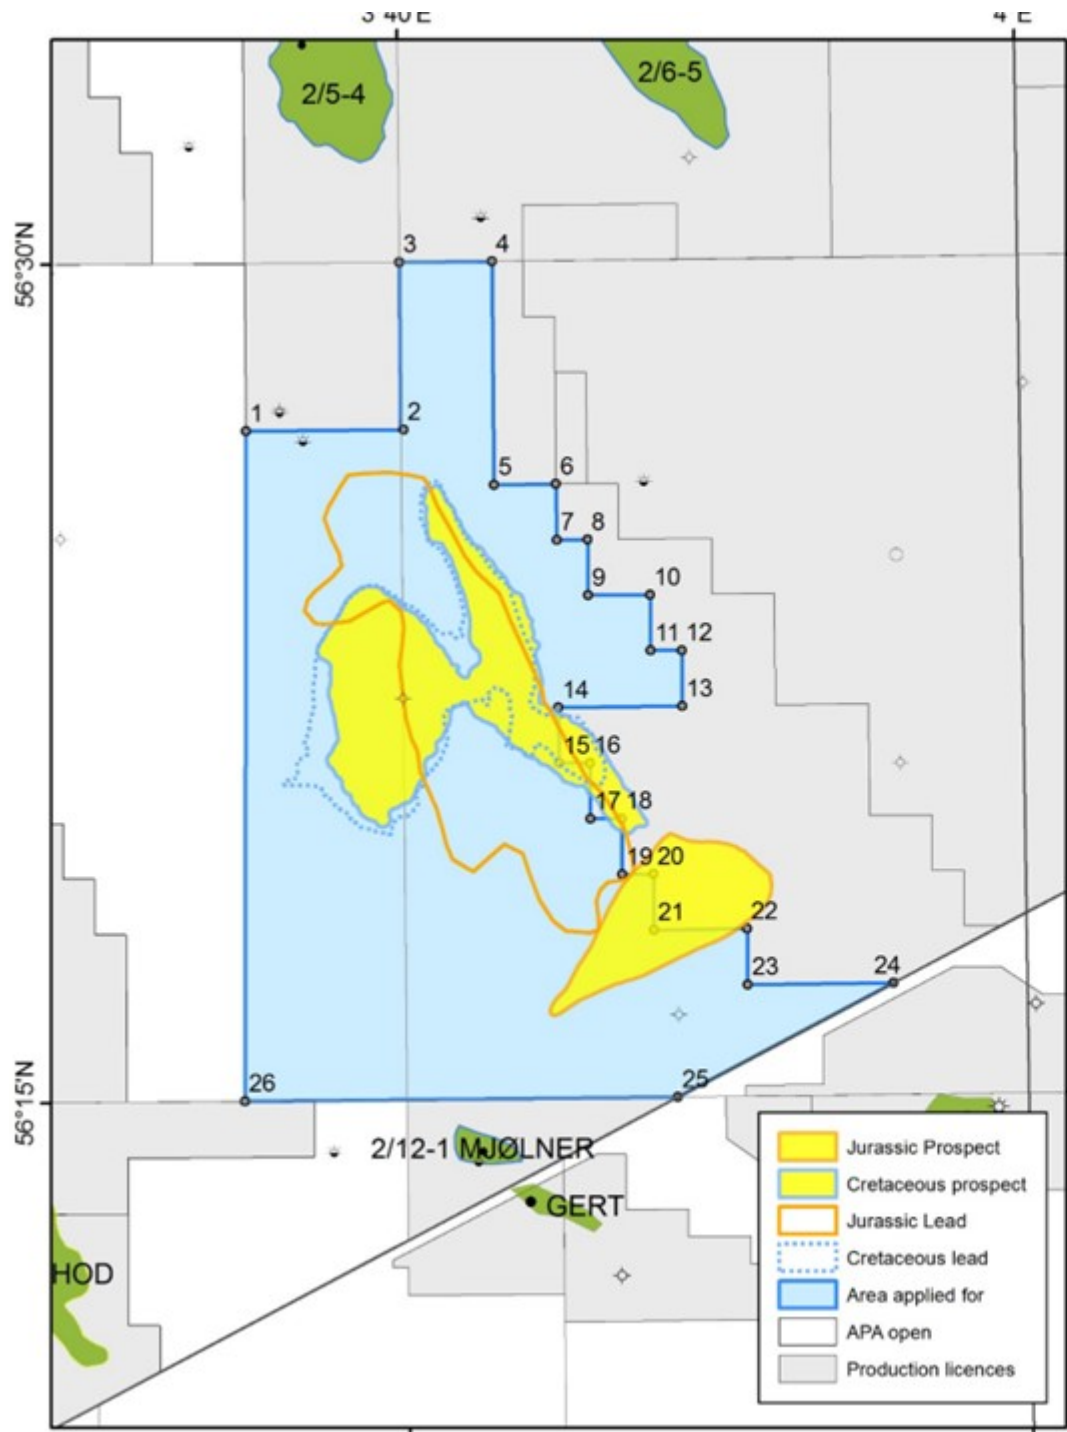 3°40'E
4°E
2/5-4
2/6-5
56°30'N
3
4
1
2
5
6
7
8
9
10
11
12
13
14
15
16
17
18
19
20
21
22
23
24
25
26
56°15'N
2/12-1 MJØLNER
GERT
HOD
Jurassic Prospect
Cretaceous prospect
Jurassic Lead
Cretaceous lead
Area applied for
APA open
Production licences